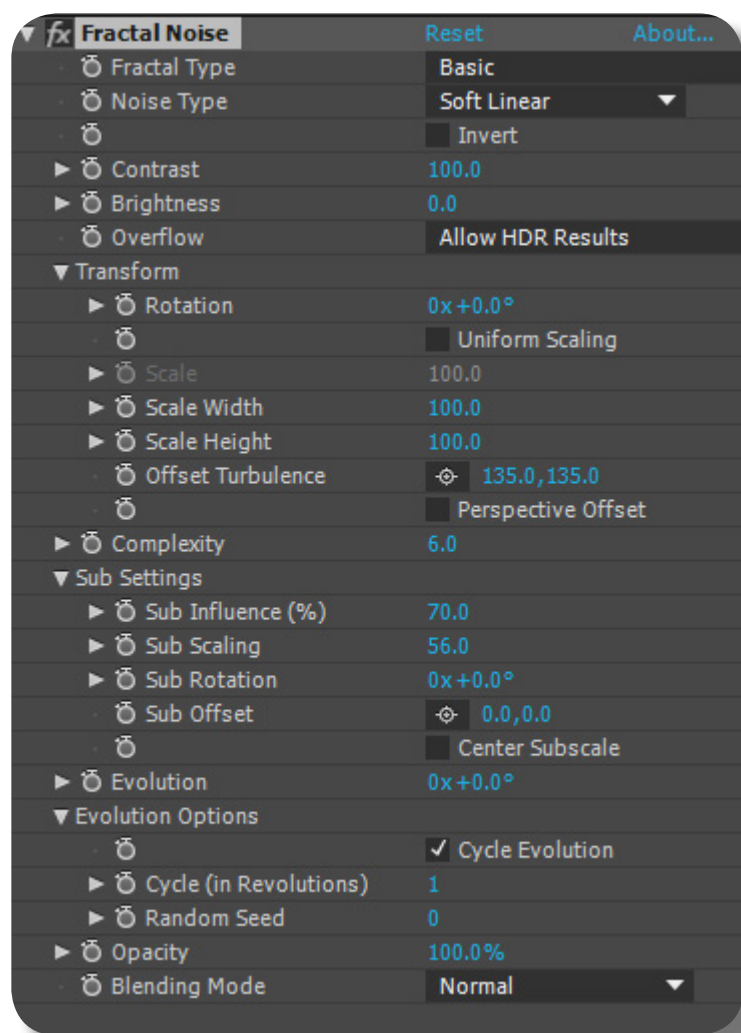 fx Fractal Noise Reset About...
Fractal Type Basic
Noise Type Soft Linear
Invert
Contrast 100.0
Brightness 0.0
Overflow Allow HDR Results
Transform
Rotation 0x+0.0°
Uniform Scaling
Scale 100.0
Scale Width 100.0
Scale Height 100.0
Offset Turbulence 135.0,135.0
Perspective Offset
Complexity 6.0
Sub Settings
Sub Influence (%) 70.0
Sub Scaling 56.0
Sub Rotation 0x+0.0°
Sub Offset 0.0,0.0
Center Subscale
Evolution 0x+0.0°
Evolution Options
Cycle Evolution
Cycle (in Revolutions) 1
Random Seed 0
Opacity 100.0%
Blending Mode Normal